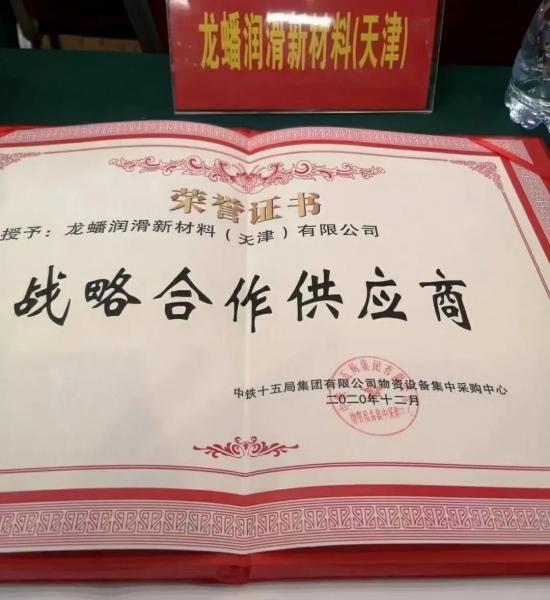 龙蟠润滑新材料(天津)
荣誉证书
授予：龙蟠润滑新材料（天津）有限公司
战略合作供应商
中铁十五局集团有限公司物资设备集中采购中心
二〇二〇年十二月